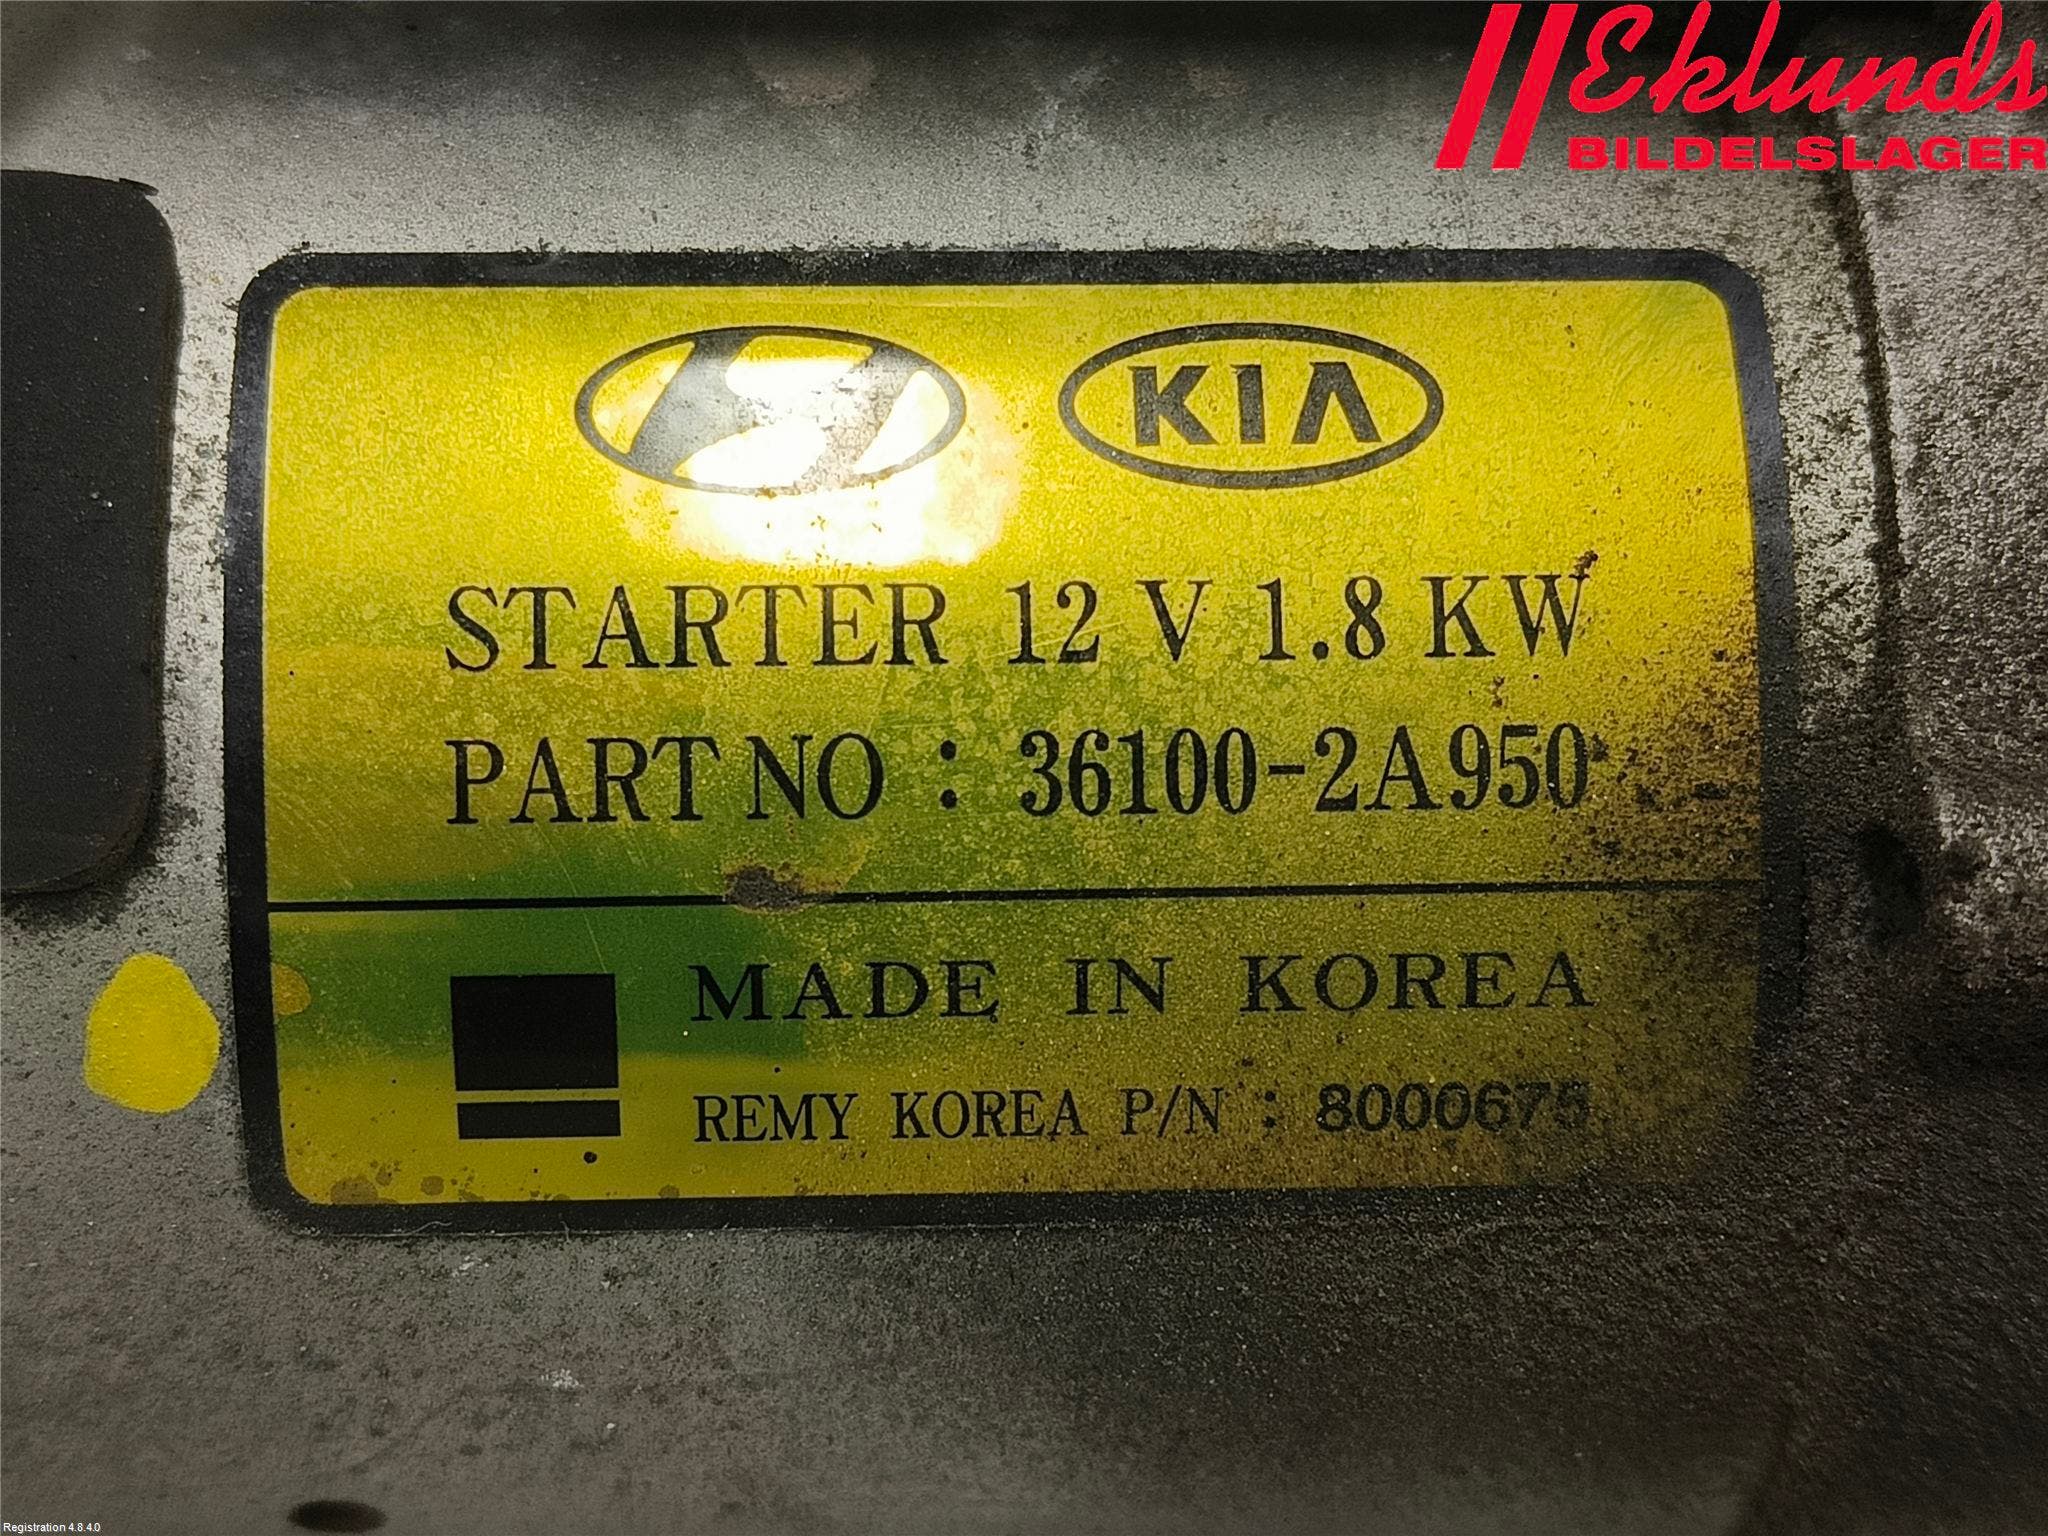 Eklunds
BILDELSLAGER
KIA
STARTER 12 V 1.8 KW
PART NO : 36100-2A950
MADE IN KOREA
REMY KOREA P/N : 8000675
Registration 4.8.4.0